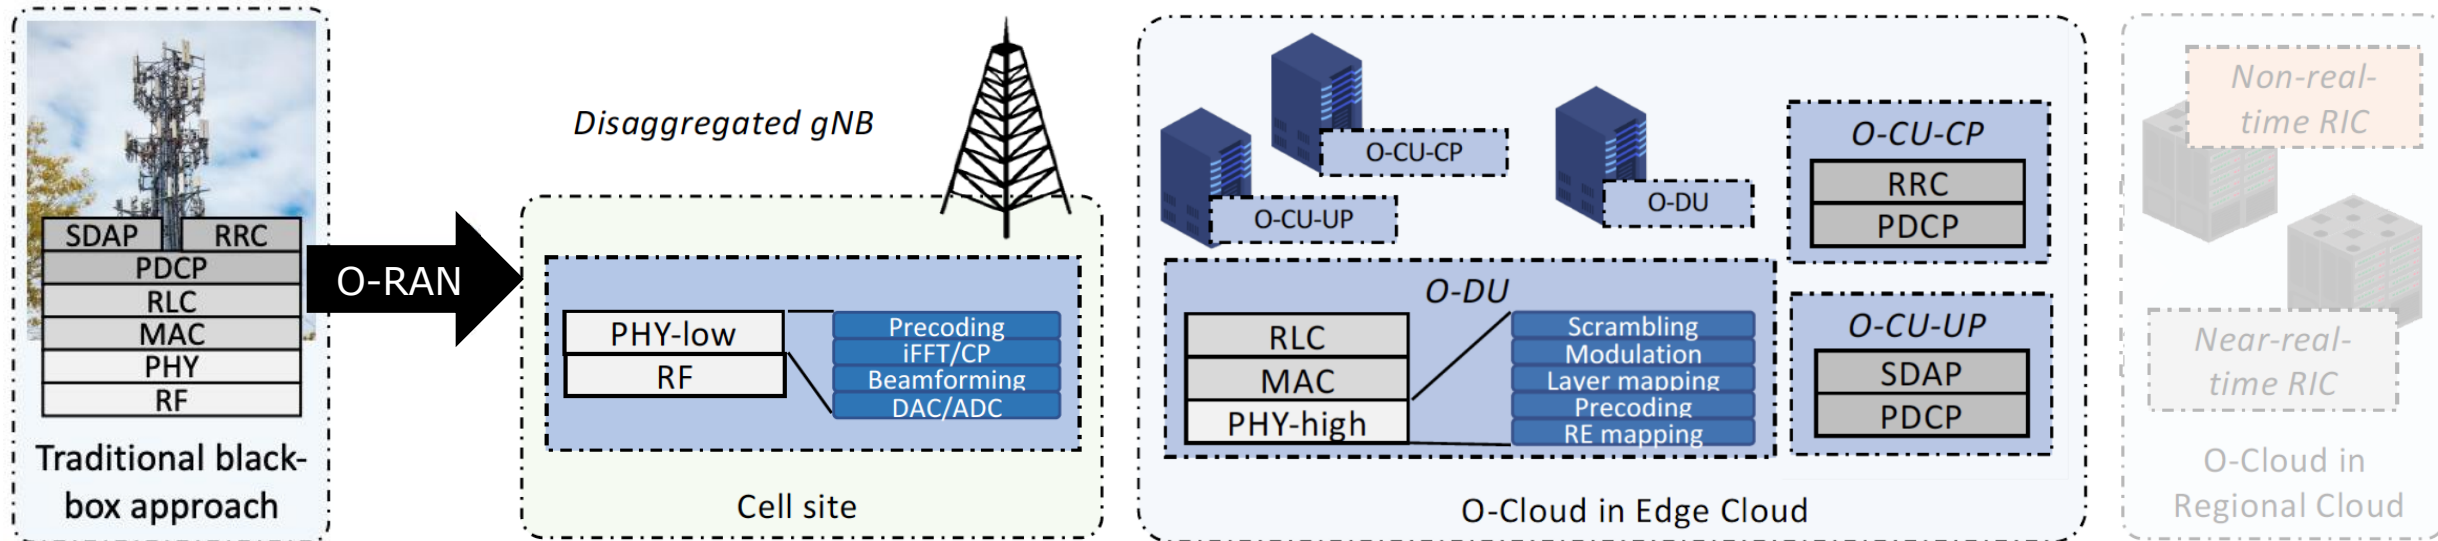 SDAP
RRC
PDCP
RLC
MAC
PHY
RF
Traditional black-
box approach
O-RAN
Disaggregated gNB
PHY-low
RF
Precoding
iFFT/CP
Beamforming
DAC/ADC
Cell site
O-CU-CP
O-CU-UP
O-DU
O-DU
RLC
MAC
PHY-high
Scrambling
Modulation
Layer mapping
Precoding
RE mapping
O-CU-CP
RRC
PDCP
O-CU-UP
SDAP
PDCP
O-Cloud in Edge Cloud
Non-real-
time RIC
Near-real-
time RIC
O-Cloud in
Regional Cloud